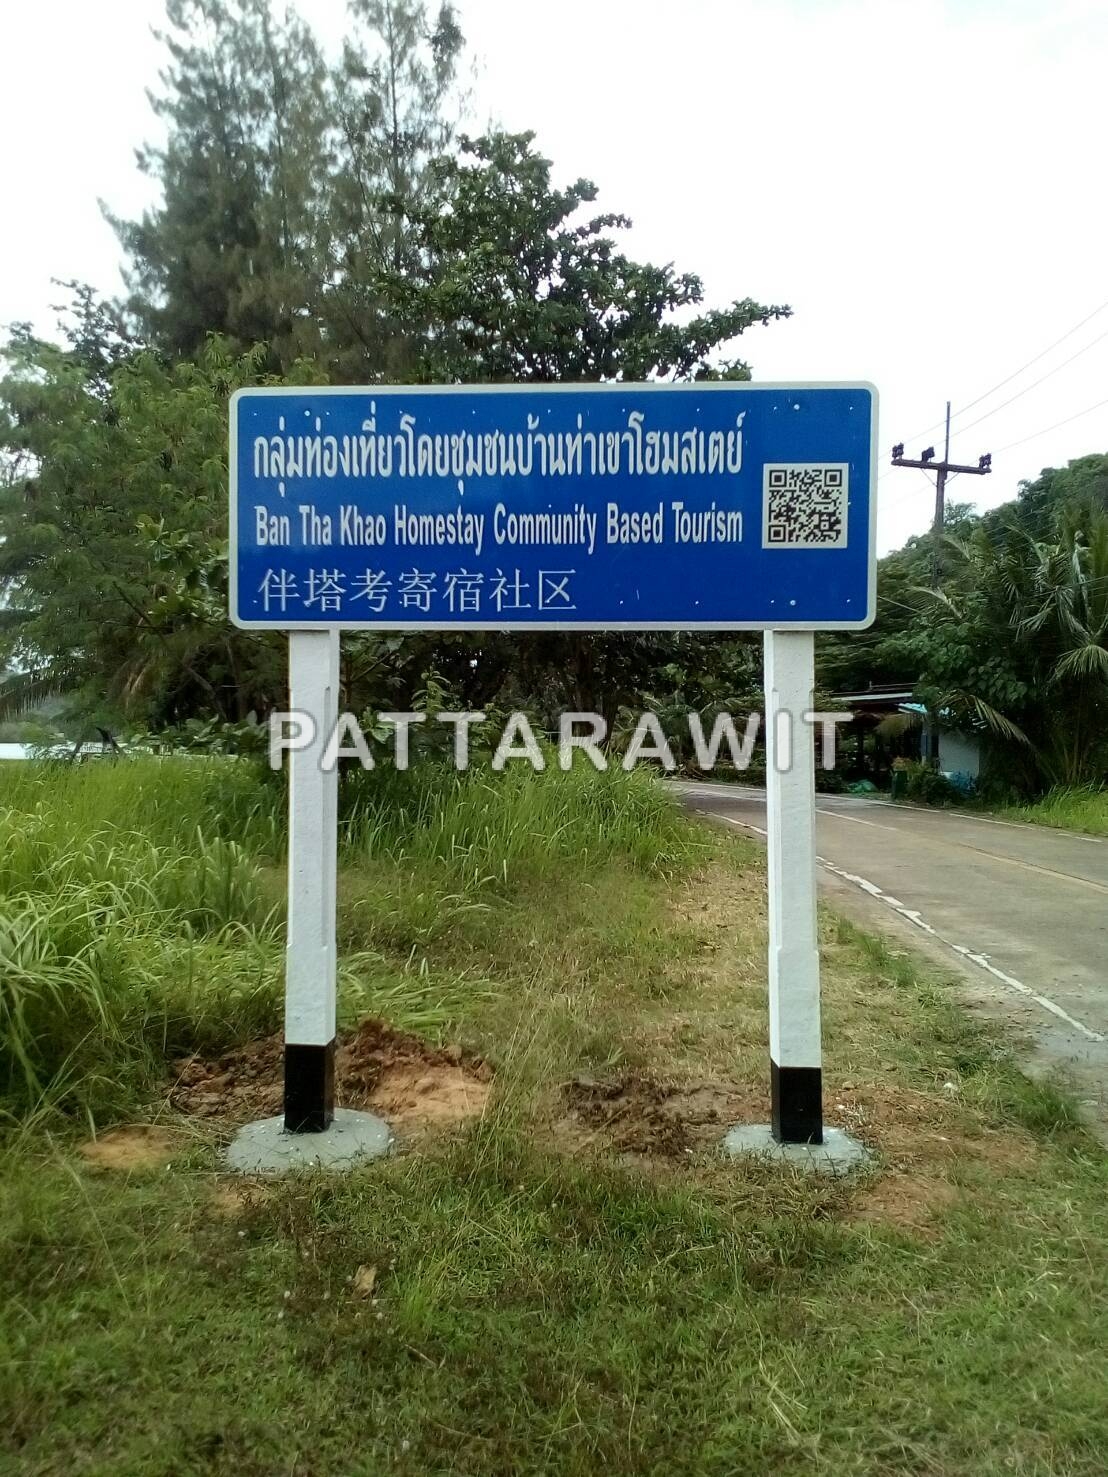 กลุ่มท่องเที่ยวโดยชุมชนบ้านท่าเขาโฮมสเตย์
Ban Tha Khao Homestay Community Based Tourism
伴塔考寄宿社区
PATTARAWIT